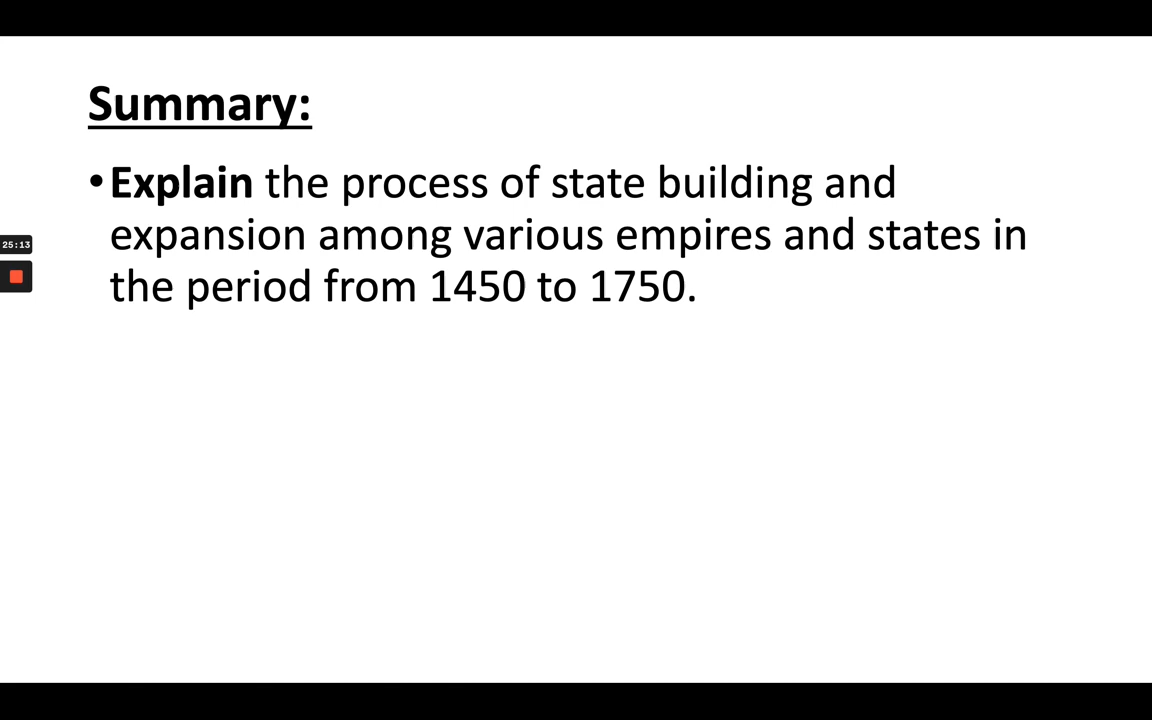 Summary:
•Explain the process of state building and
expansion among various empires and states in
the period from 1450 to 1750.
25:13